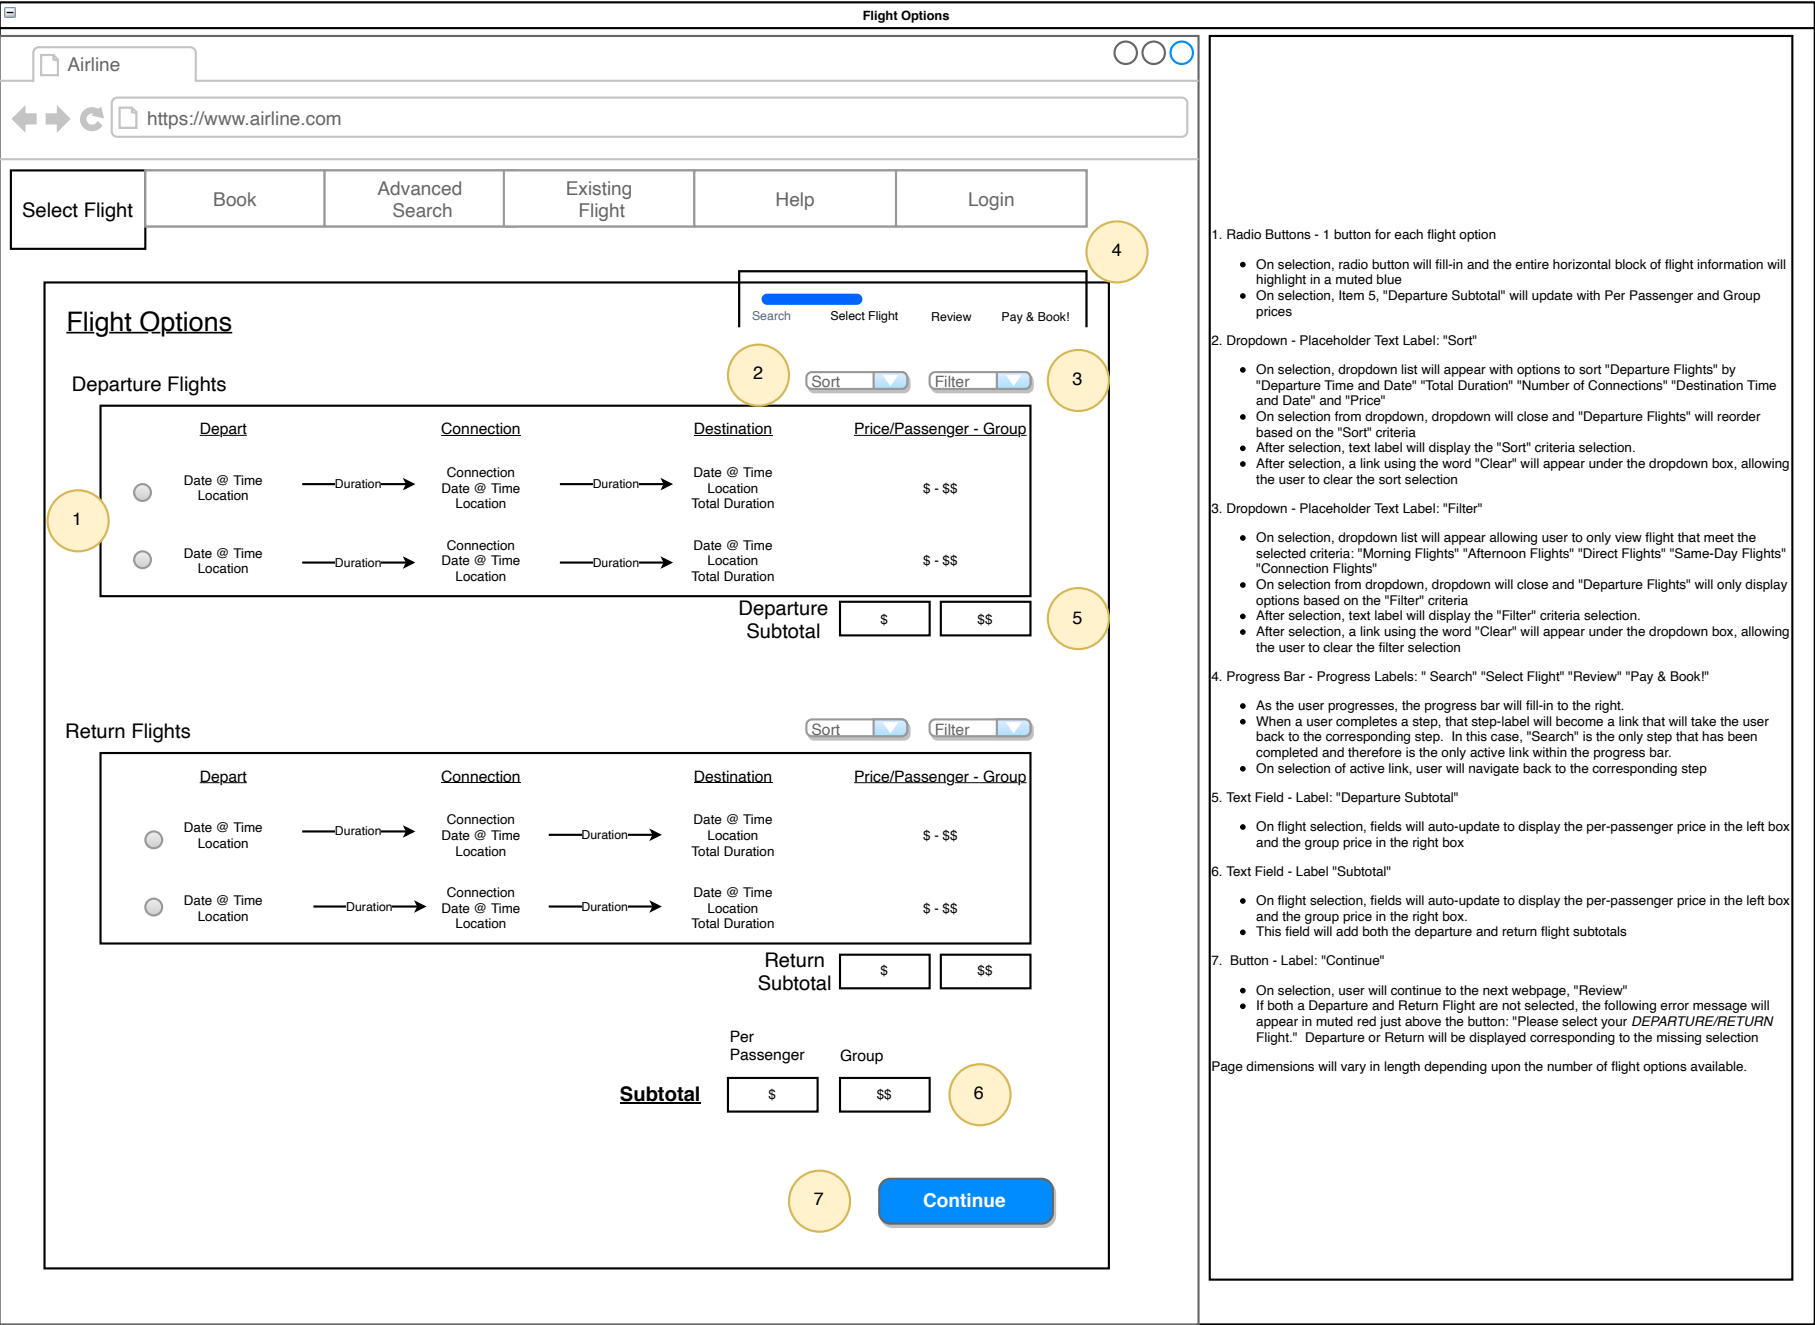 Flight Options
Airline
https://www.airline.com
Select Flight
Book
Advanced
Search
Existing
Flight
Help
Login
4
Flight Options
Search
Select Flight
Review
Pay & Book!
Departure Flights
2
Sort
Filter
3
Depart
Connection
Destination
Price/Passenger - Group
1
Date @ Time
Location
Duration
Connection
Date @ Time
Location
Duration
Date @ Time
Location
Total Duration
$ - $$
Date @ Time
Location
Duration
Connection
Date @ Time
Location
Duration
Date @ Time
Location
Total Duration
$ - $$
Departure
Subtotal
$
$$
5
Return Flights
Sort
Filter
Depart
Connection
Destination
Price/Passenger - Group
Date @ Time
Location
Duration
Connection
Date @ Time
Location
Duration
Date @ Time
Location
Total Duration
$ - $$
Date @ Time
Location
Duration
Connection
Date @ Time
Location
Duration
Date @ Time
Location
Total Duration
$ - $$
Return
Subtotal
$
$$
Per
Passenger
Group
Subtotal
$
$$
6
7
Continue
1. Radio Buttons - 1 button for each flight option
On selection, radio button will fill-in and the entire horizontal block of flight information will
highlight in a muted blue
On selection, Item 5, "Departure Subtotal" will update with Per Passenger and Group
prices
2. Dropdown - Placeholder Text Label: "Sort"
On selection, dropdown list will appear with options to sort "Departure Flights" by
"Departure Time and Date" "Total Duration" "Number of Connections" "Destination Time
and Date" and "Price"
On selection from dropdown, dropdown will close and "Departure Flights" will reorder
based on the "Sort" criteria
After selection, text label will display the "Sort" criteria selection.
After selection, a link using the word "Clear" will appear under the dropdown box, allowing
the user to clear the sort selection
3. Dropdown - Placeholder Text Label: "Filter"
On selection, dropdown list will appear allowing user to only view flight that meet the
selected criteria: "Morning Flights" "Afternoon Flights" "Direct Flights" "Same-Day Flights"
"Connection Flights"
On selection from dropdown, dropdown will close and "Departure Flights" will only display
options based on the "Filter" criteria
After selection, text label will display the "Filter" criteria selection.
After selection, a link using the word "Clear" will appear under the dropdown box, allowing
the user to clear the filter selection
4. Progress Bar - Progress Labels: " Search" "Select Flight" "Review" "Pay & Book!"
As the user progresses, the progress bar will fill-in to the right.
When a user completes a step, that step-label will become a link that will take the user
back to the corresponding step.  In this case, "Search" is the only step that has been
completed and therefore is the only active link within the progress bar.
On selection of active link, user will navigate back to the corresponding step
5. Text Field - Label: "Departure Subtotal"
On flight selection, fields will auto-update to display the per-passenger price in the left box
and the group price in the right box
6. Text Field - Label "Subtotal"
On flight selection, fields will auto-update to display the per-passenger price in the left box
and the group price in the right box.
This field will add both the departure and return flight subtotals
7.  Button - Label: "Continue"
On selection, user will continue to the next webpage, "Review"
If both a Departure and Return Flight are not selected, the following error message will
appear in muted red just above the button: "Please select your DEPARTURE/RETURN
Flight."  Departure or Return will be displayed corresponding to the missing selection
Page dimensions will vary in length depending upon the number of flight options available.